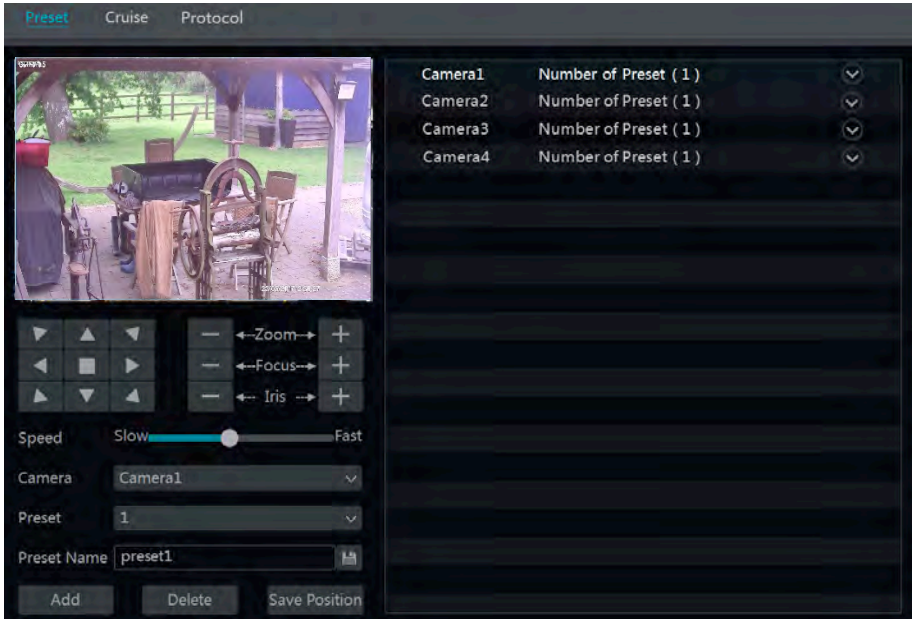 Preset Cruise Protocol
Camera1 Number of Preset ( 1 )
Camera2 Number of Preset ( 1 )
Camera3 Number of Preset ( 1 )
Camera4 Number of Preset ( 1 )
Zoom
Focus
Iris
Speed Slow Fast
Camera Camera1
Preset 1
Preset Name preset1
Add Delete Save Position